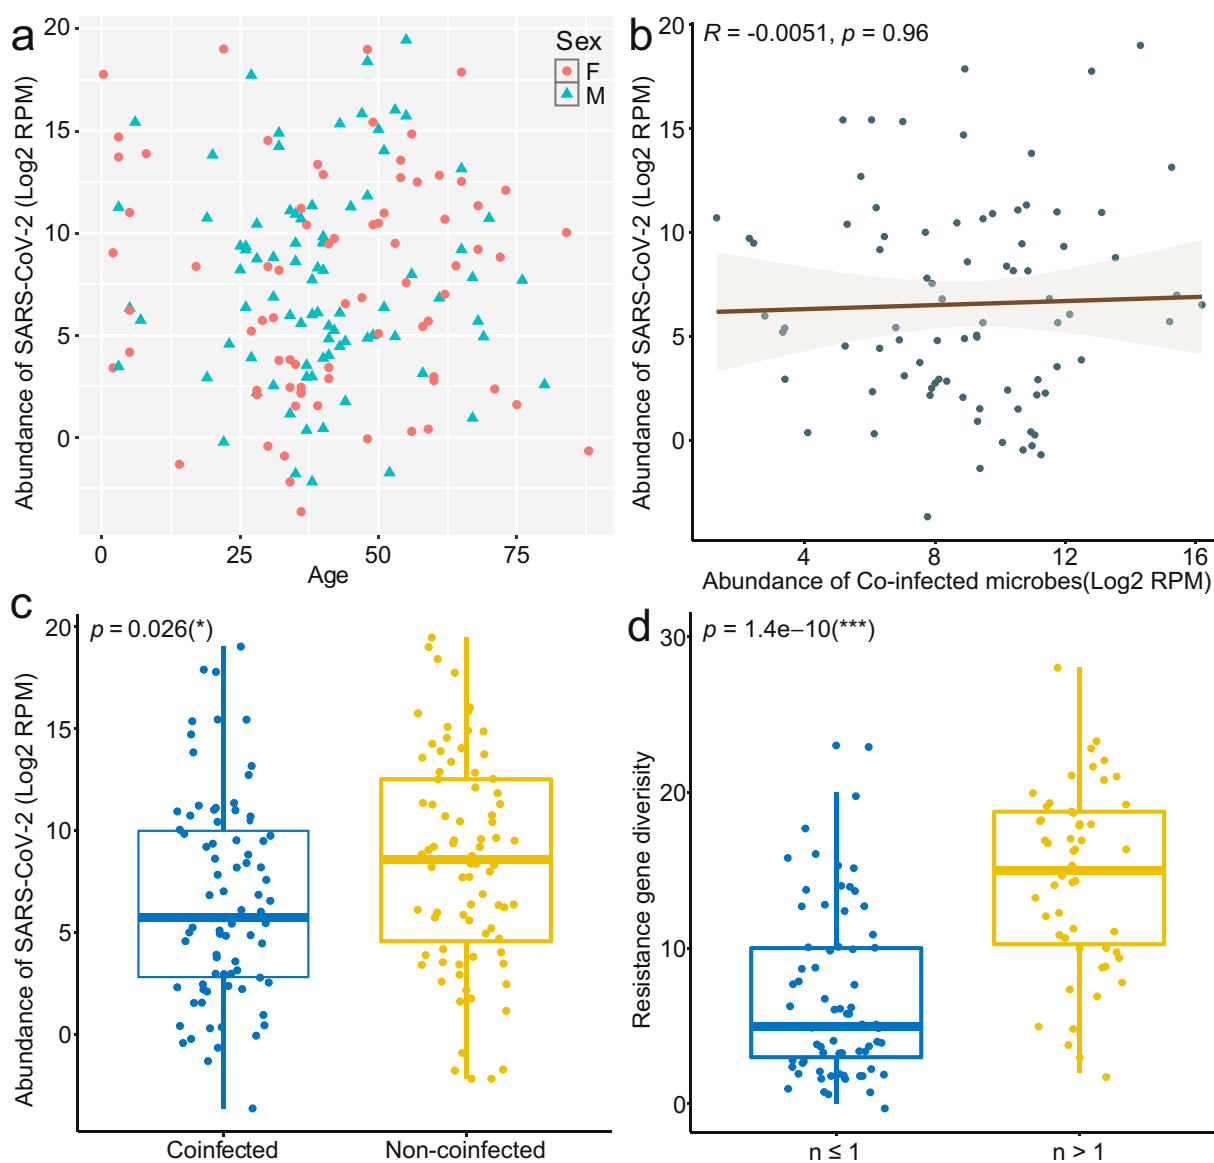 a
Abundance of SARS-CoV-2 (Log2 RPM)
20
15
10
5
0
0 25 50 75
Age
Sex
F
M
b
R = -0.0051, p = 0.96
Abundance of SARS-CoV-2 (Log2 RPM)
20
15
10
5
0
4 8 12 16
Abundance of Co-infected microbes(Log2 RPM)
c
p = 0.026(*)
Abundance of SARS-CoV-2 (Log2 RPM)
20
15
10
5
0
Coinfected Non-coinfected
d
p = 1.4e−10(***)
Resistance gene diverisity
30
20
10
0
n ≤ 1 n > 1